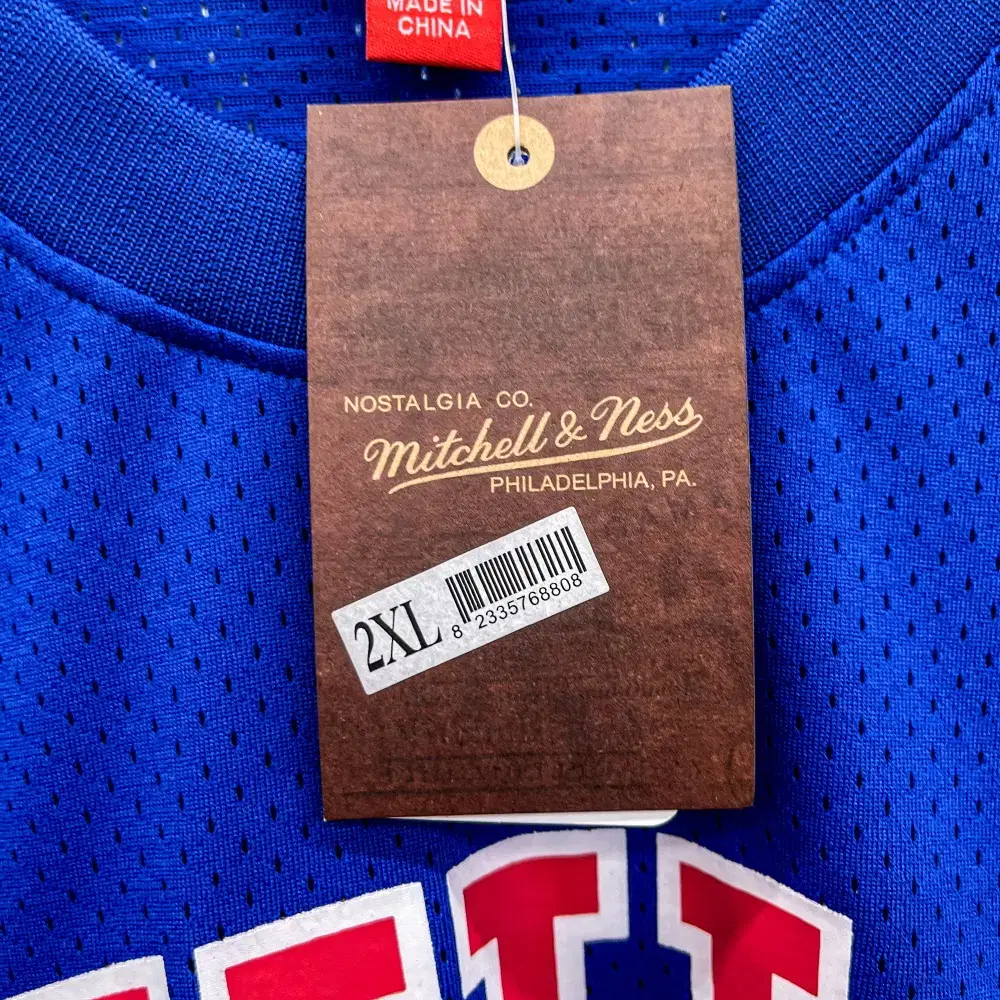 MADE IN
CHINA
NOSTALGIA CO.
Mitchell & Ness
PHILADELPHIA, PA.
2XL
8 2335768808